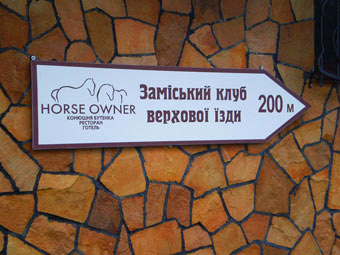 HORSE OWNER
КОНЮШНЯ БУТЕНКА
РЕСТОРАН
ГОТЕЛЬ
Заміський клуб
верхової їзди
200 м